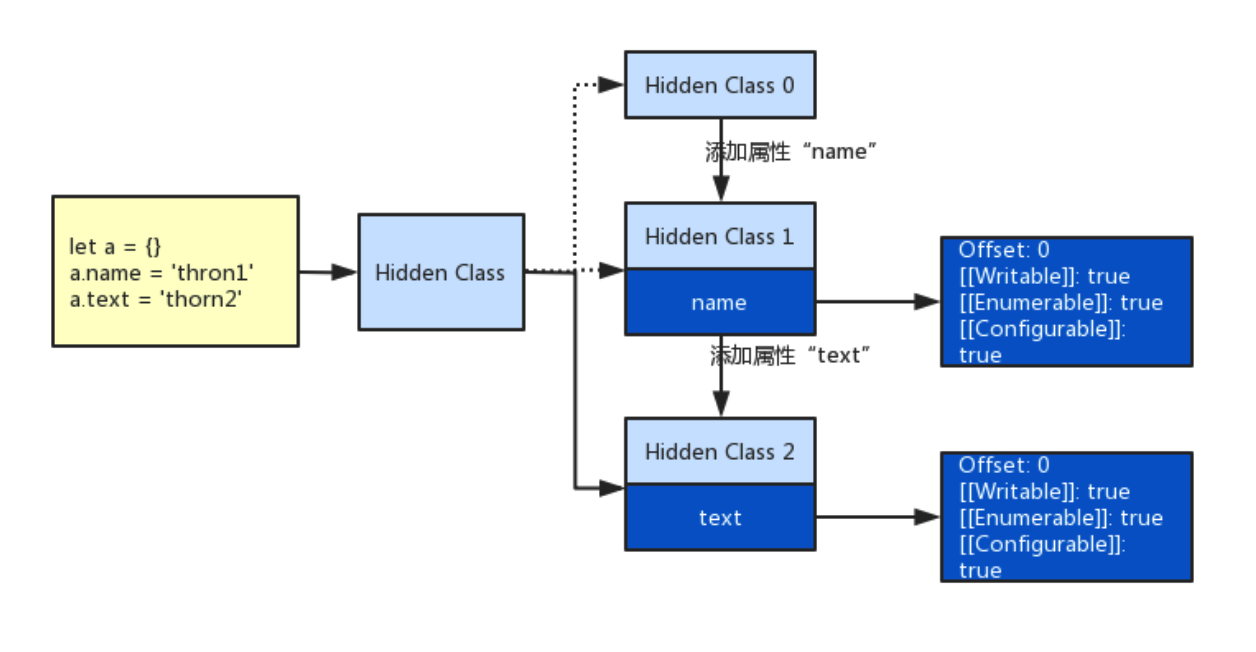 let a = {}
a.name = 'thron1'
a.text = 'thorn2'
Hidden Class
Hidden Class 0
添加属性“name”
Hidden Class 1
name
Offset: 0
[[Writable]]: true
[[Enumerable]]: true
[[Configurable]]:
true
添加属性“text”
Hidden Class 2
text
Offset: 0
[[Writable]]: true
[[Enumerable]]: true
[[Configurable]]:
true